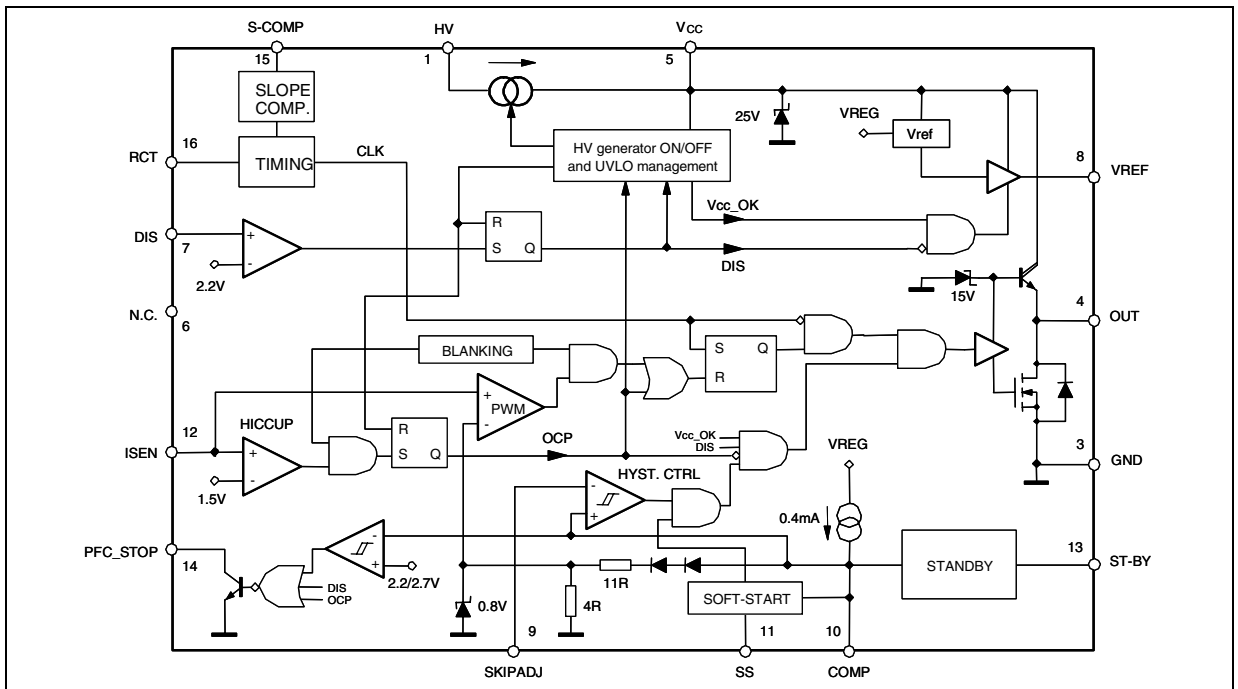 S-COMP
HV
VCC
15
1
5
SLOPE
COMP.
25V
VREG
Vref
16
RCT
TIMING
CLK
HV generator ON/OFF
and UVLO management
8
VREF
Vcc_OK
DIS
7
+
-
2.2V
R
S
Q
DIS
15V
4
OUT
N.C.
6
BLANKING
S
Q
R
+
-
PWM
12
ISEN
HICCUP
+
-
1.5V
R
S
Q
OCP
Vcc_OK
DIS
VREG
3
GND
HYST. CTRL
-
+
0.4mA
PFC_STOP
14
-
+
2.2/2.7V
DIS
OCP
11R
4R
0.8V
STANDBY
13
ST-BY
SOFT-START
9
11
10
SKIPADJ
SS
COMP